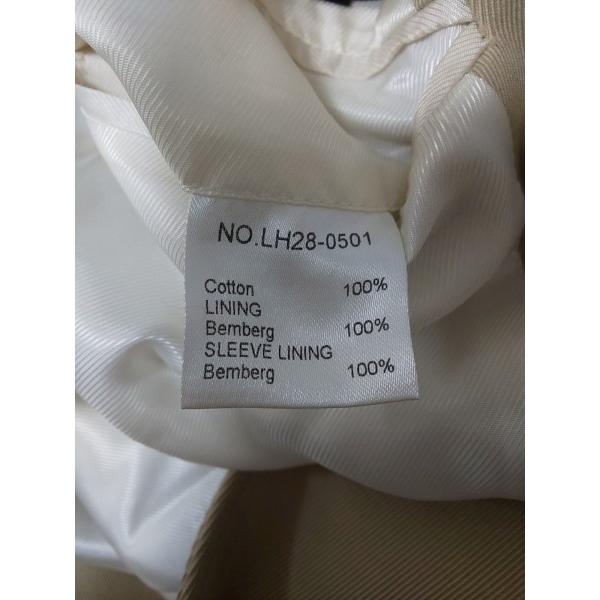 NO.LH28-0501
Cotton 100%
LINING
Bemberg 100%
SLEEVE LINING
Bemberg 100%